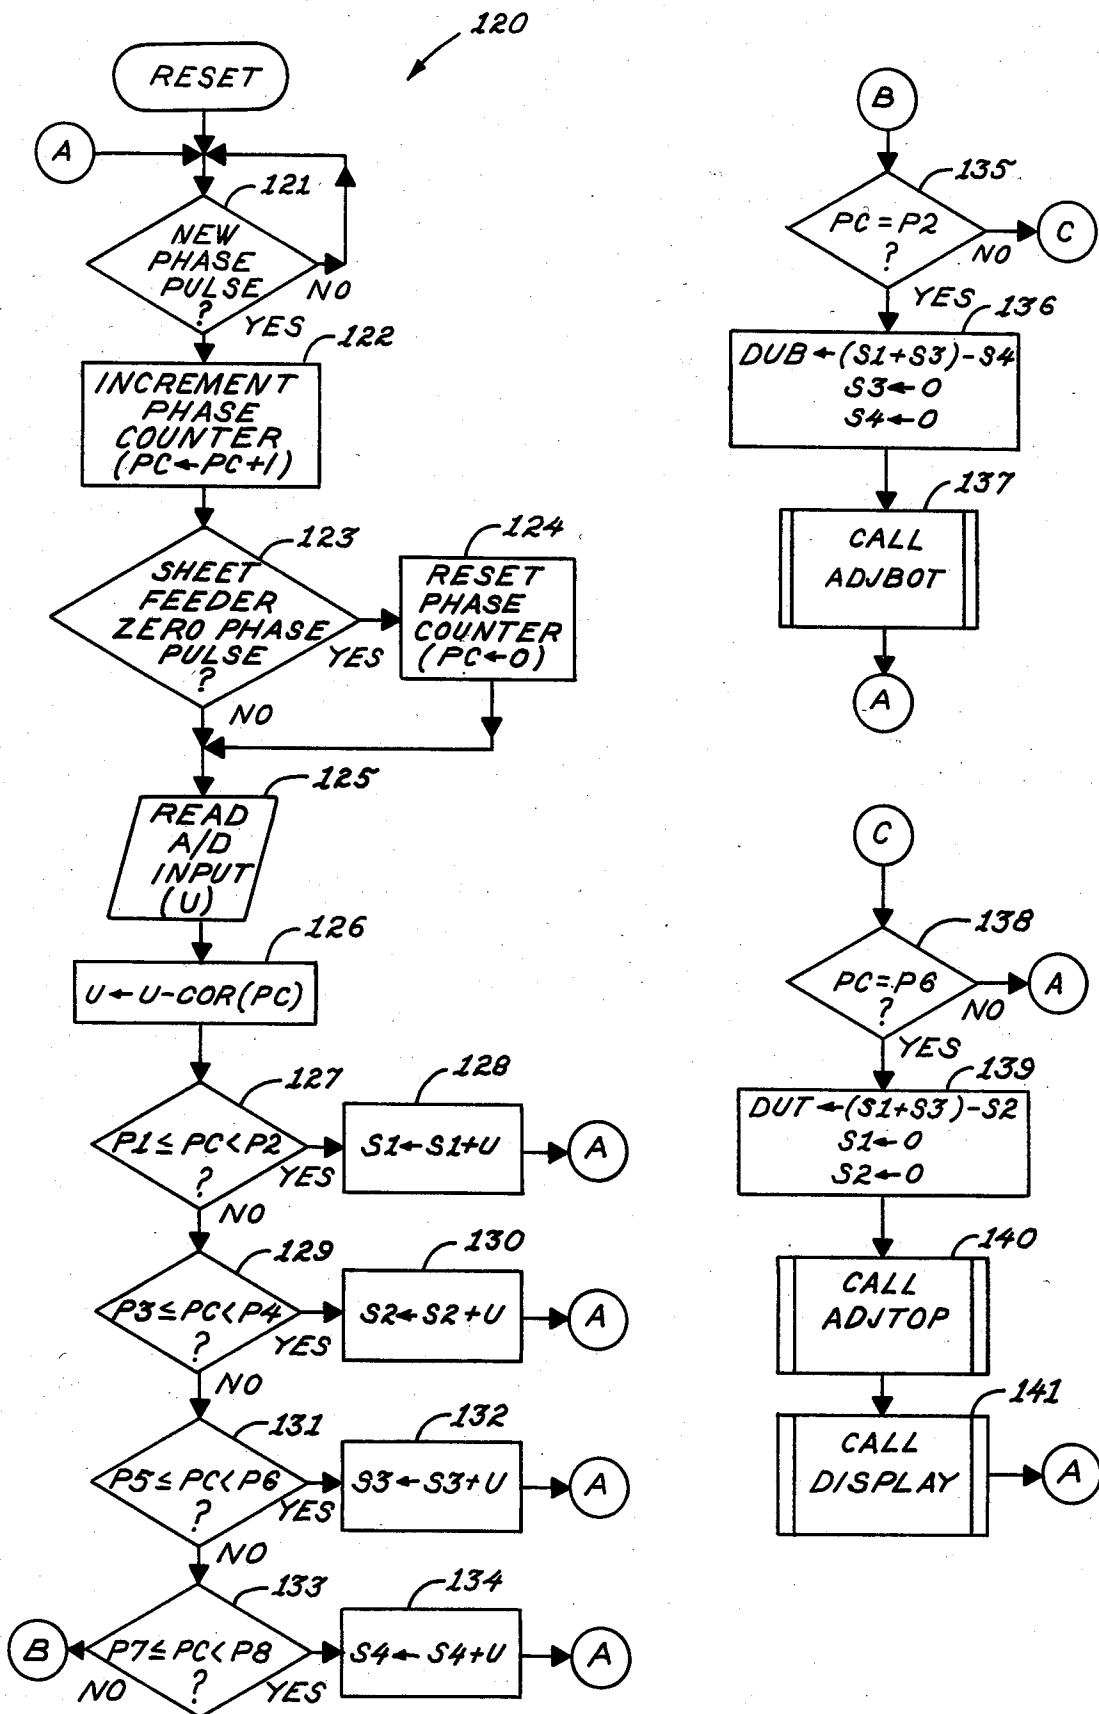 120
RESET
A
121
NEW
PHASE
PULSE
?
NO
YES
122
INCREMENT
PHASE
COUNTER
(PC←PC+1)
123
SHEET
FEEDER
ZERO PHASE
PULSE
?
YES
NO
124
RESET
PHASE
COUNTER
(PC←0)
125
READ
A/D
INPUT
(U)
126
U←U-COR(PC)
127
P1≤PC<P2
?
YES
NO
128
S1←S1+U
A
129
P3≤PC<P4
?
YES
NO
130
S2←S2+U
A
131
P5≤PC<P6
?
YES
NO
132
S3←S3+U
A
133
P7≤PC<P8
?
YES
NO
B
134
S4←S4+U
A
B
135
PC=P2
?
NO
C
YES
136
DUB←(S1+S3)-S4
S3←0
S4←0
137
CALL
ADJBOT
A
C
138
PC=P6
?
NO
A
YES
139
DUT←(S1+S3)-S2
S1←0
S2←0
140
CALL
ADJTOP
141
CALL
DISPLAY
A